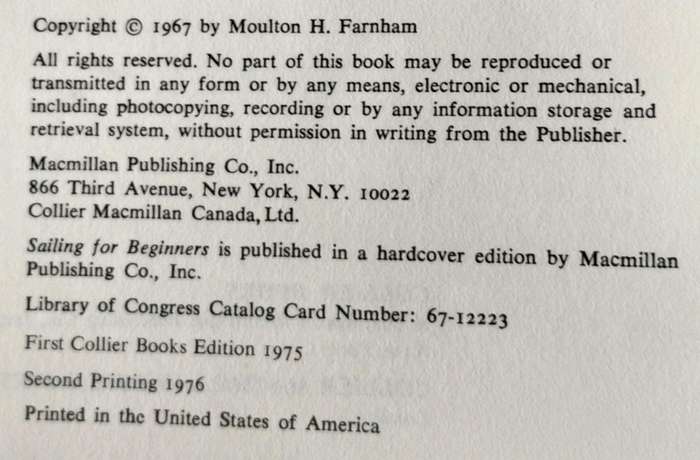 Copyright © 1967 by Moulton H. Farnham
All rights reserved. No part of this book may be reproduced or
transmitted in any form or by any means, electronic or mechanical,
including photocopying, recording or by any information storage and
retrieval system, without permission in writing from the Publisher.
Macmillan Publishing Co., Inc.
866 Third Avenue, New York, N.Y. 10022
Collier Macmillan Canada, Ltd.
Sailing for Beginners is published in a hardcover edition by Macmillan
Publishing Co., Inc.
Library of Congress Catalog Card Number: 67-12223
First Collier Books Edition 1975
Second Printing 1976
Printed in the United States of America